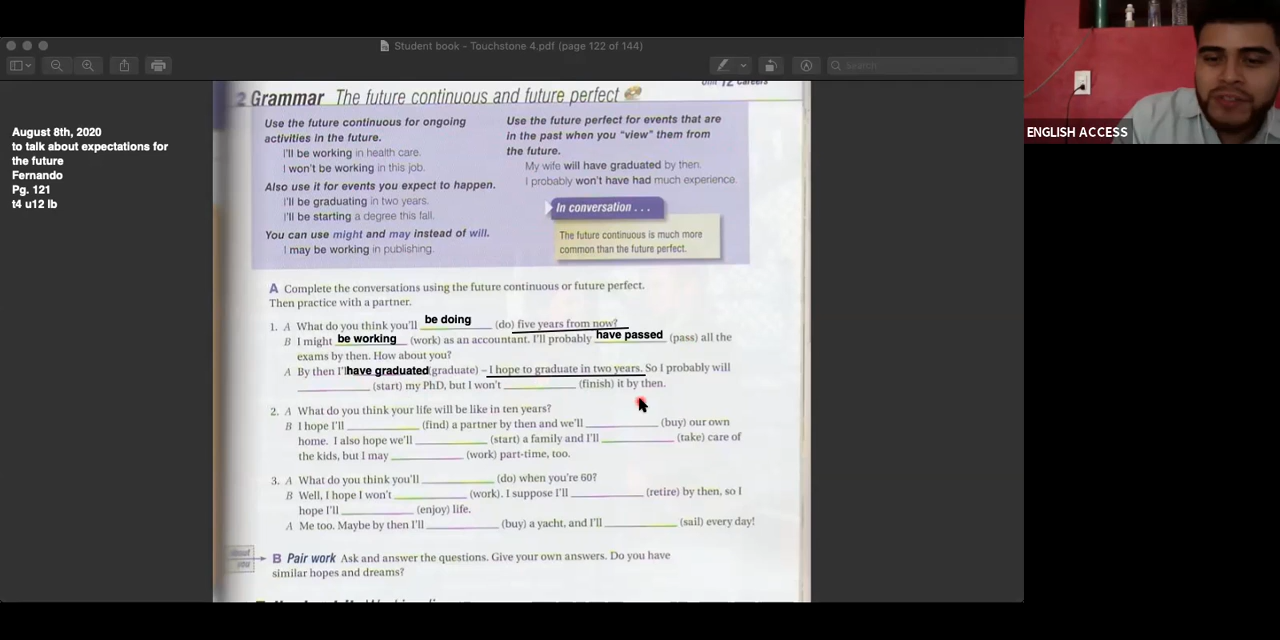 Student book - Touchstone 4.pdf (page 122 of 144)
Search
Unit 12 Careers
2 Grammar The future continuous and future perfect
August 8th, 2020
to talk about expectations for
the future
Fernando
Pg. 121
t4 u12 lb
Use the future continuous for ongoing
activities in the future.
I'll be working in health care.
I won't be working in this job.
Also use it for events you expect to happen.
I'll be graduating in two years.
I'll be starting a degree this fall.
You can use might and may instead of will.
I may be working in publishing.
Use the future perfect for events that are
in the past when you "view" them from
the future.
My wife will have graduated by then.
I probably won't have had much experience.
In conversation . . .
The future continuous is much more
common than the future perfect.
A Complete the conversations using the future continuous or future perfect.
Then practice with a partner.
1. A What do you think you'll be doing (do) five years from now?
B I might be working (work) as an accountant. I'll probably have passed (pass) all the
exams by then. How about you?
A By then I'll have graduated (graduate) – I hope to graduate in two years. So I probably will
(start) my PhD, but I won't (finish) it by then.
2. A What do you think your life will be like in ten years?
B I hope I'll (find) a partner by then and we'll (buy) our own
home. I also hope we'll (start) a family and I'll (take) care of
the kids, but I may (work) part-time, too.
3. A What do you think you'll (do) when you're 60?
B Well, I hope I won't (work). I suppose I'll (retire) by then, so I
hope I'll (enjoy) life.
A Me too. Maybe by then I'll (buy) a yacht, and I'll (sail) every day!
About
you
B Pair work Ask and answer the questions. Give your own answers. Do you have
similar hopes and dreams?
ENGLISH ACCESS